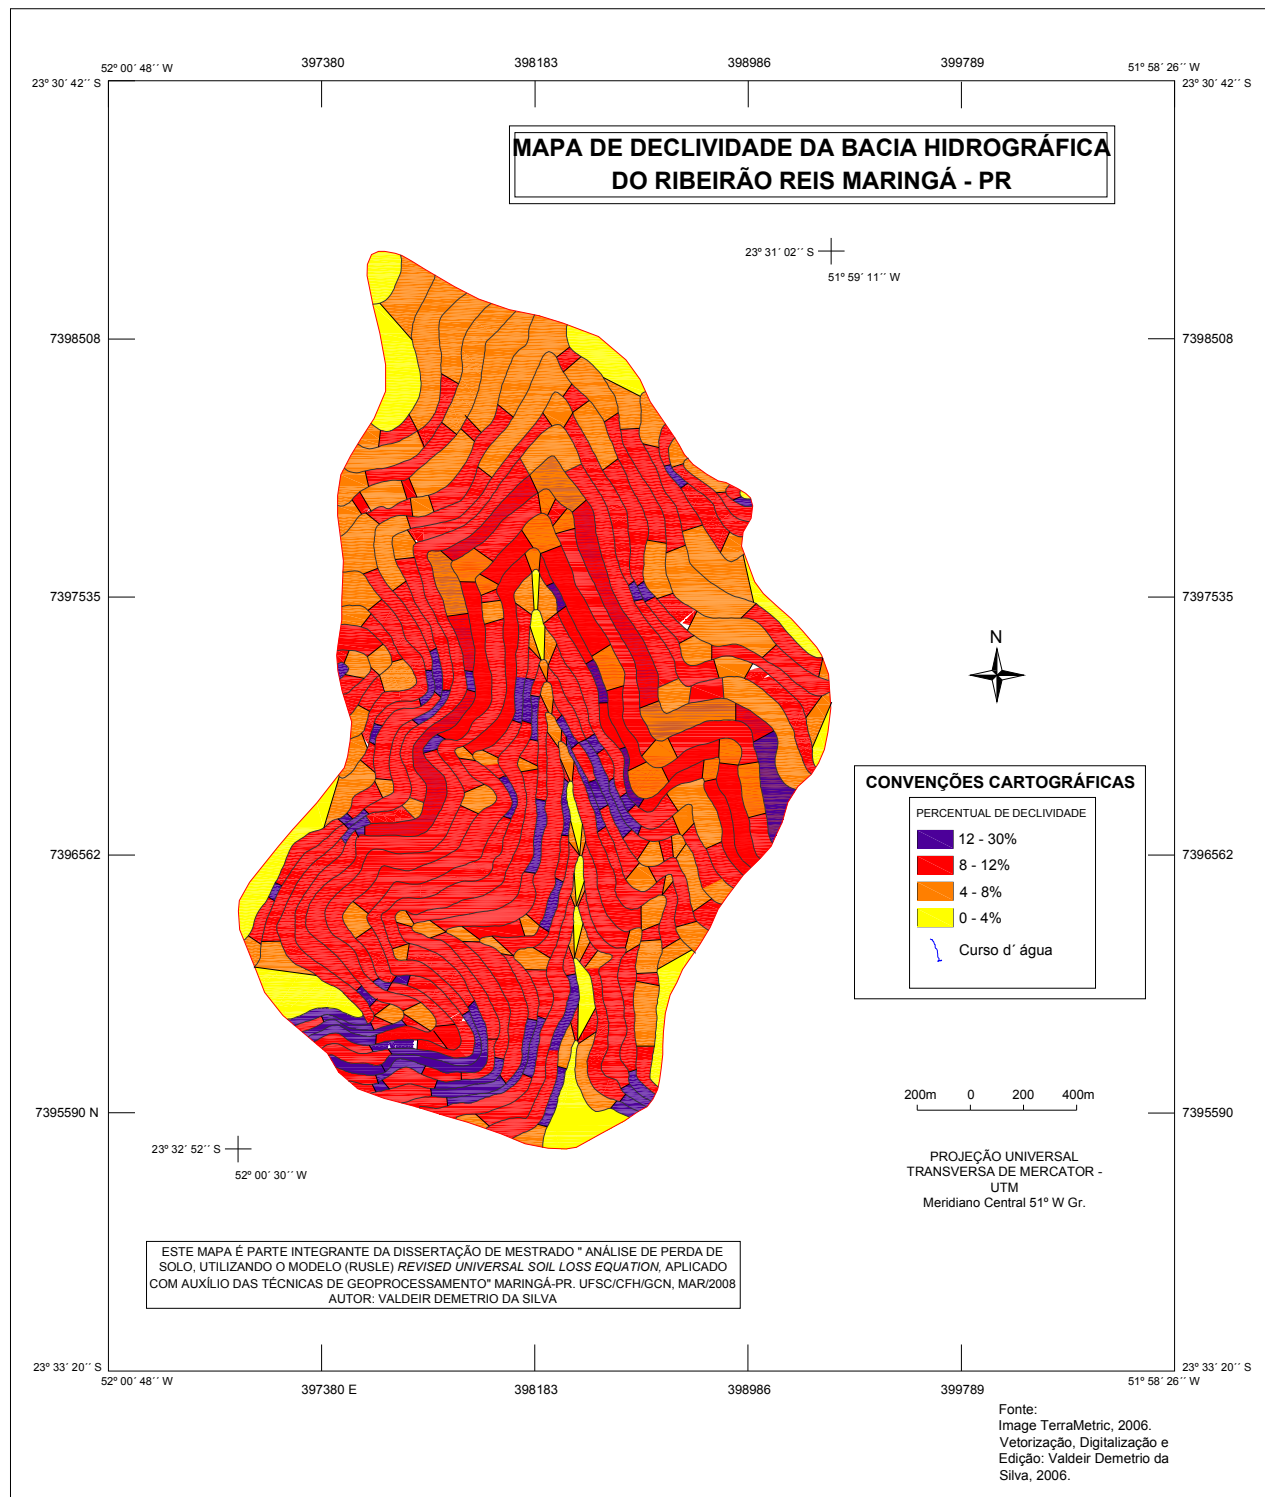 52º 00´ 48´´ W
397380
398183
398986
399789
51º 58´ 26´´ W
23º 30´ 42´´ S
23º 30´ 42´´ S
MAPA DE DECLIVIDADE DA BACIA HIDROGRÁFICA
DO RIBEIRÃO REIS MARINGÁ - PR
23º 31´ 02´´ S
51º 59´ 11´´ W
7398508
7398508
7397535
7397535
N
CONVENÇÕES CARTOGRÁFICAS
PERCENTUAL DE DECLIVIDADE
12 - 30%
8 - 12%
4 - 8%
0 - 4%
Curso d´ água
7396562
7396562
200m 0 200 400m
7395590 N
7395590
23º 32´ 52´´ S
52º 00´ 30´´ W
PROJEÇÃO UNIVERSAL
TRANSVERSA DE MERCATOR -
UTM
Meridiano Central 51º W Gr.
ESTE MAPA É PARTE INTEGRANTE DA DISSERTAÇÃO DE MESTRADO " ANÁLISE DE PERDA DE
SOLO, UTILIZANDO O MODELO (RUSLE) REVISED UNIVERSAL SOIL LOSS EQUATION, APLICADO
COM AUXÍLIO DAS TÉCNICAS DE GEOPROCESSAMENTO" MARINGÁ-PR. UFSC/CFH/GCN, MAR/2008
AUTOR: VALDEIR DEMETRIO DA SILVA
23º 33´ 20´´ S
23º 33´ 20´´ S
52º 00´ 48´´ W
397380 E
398183
398986
399789
51º 58´ 26´´ W
Fonte:
Image TerraMetric, 2006.
Vetorização, Digitalização e
Edição: Valdeir Demetrio da
Silva, 2006.